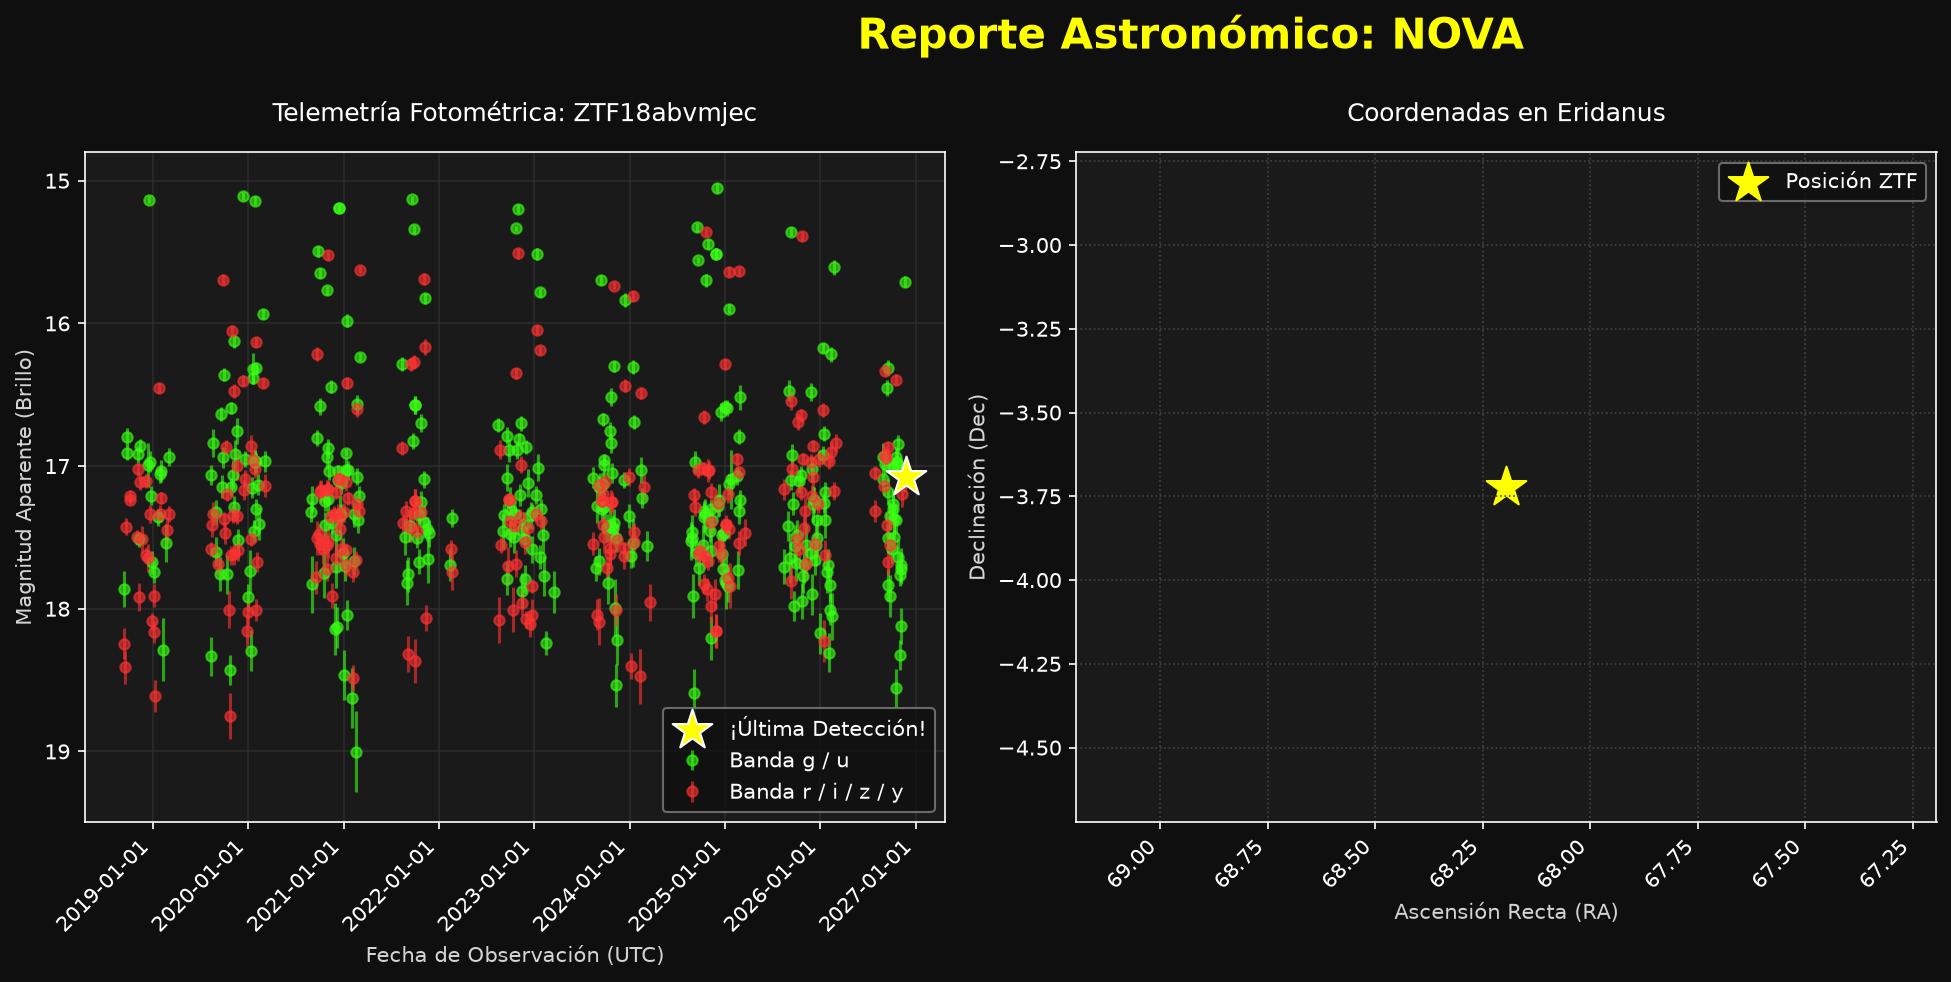 Reporte Astronómico: NOVA
Telemetría Fotométrica: ZTF18abvmjec
Magnitud Aparente (Brillo)
15
16
17
18
19
¡Última Detección!
Banda g / u
Banda r / i / z / y
2019-01-01
2020-01-01
2021-01-01
2022-01-01
2023-01-01
2024-01-01
2025-01-01
2026-01-01
2027-01-01
Fecha de Observación (UTC)
Coordenadas en Eridanus
Declinación (Dec)
−2.75
−3.00
−3.25
−3.50
−3.75
−4.00
−4.25
−4.50
Posición ZTF
69.00
68.75
68.50
68.25
68.00
67.75
67.50
67.25
Ascensión Recta (RA)